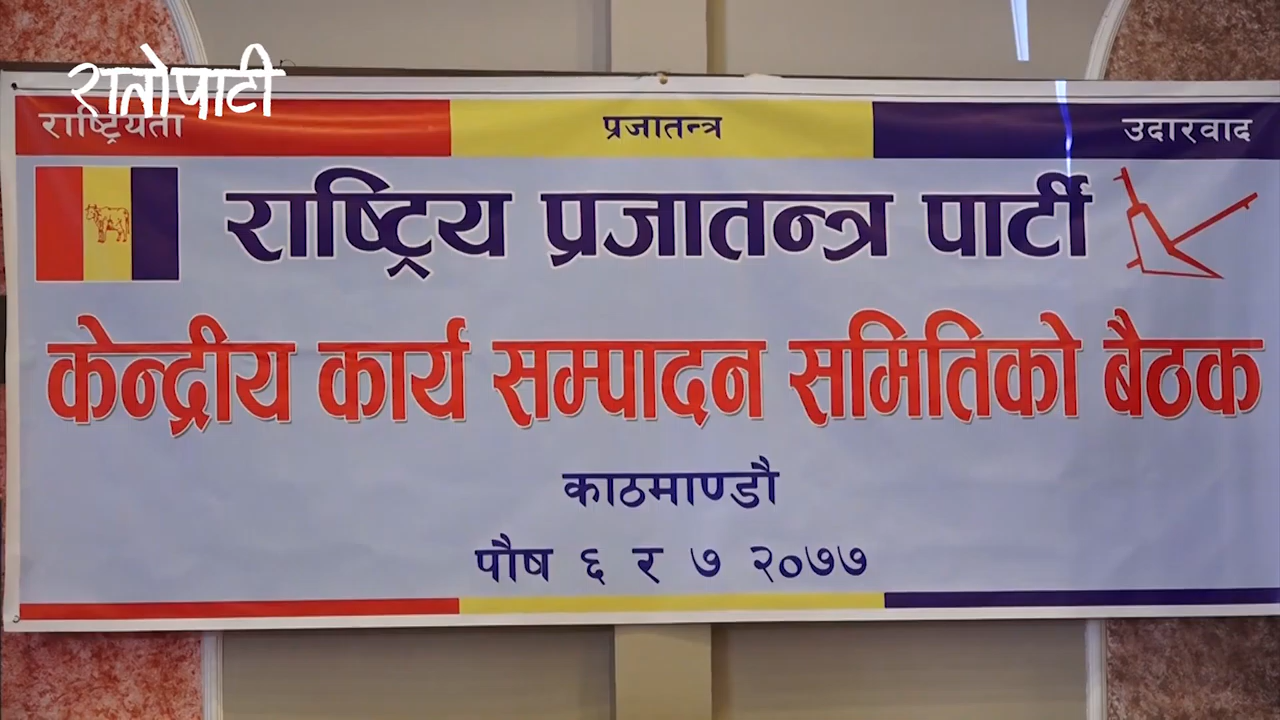 रातोपाटी
राष्ट्रियता प्रजातन्त्र उदारवाद
राष्ट्रिय प्रजातन्त्र पार्टी
केन्द्रीय कार्य सम्पादन समितिको बैठक
काठमाण्डौ
पौष ६ र ७ २०७७